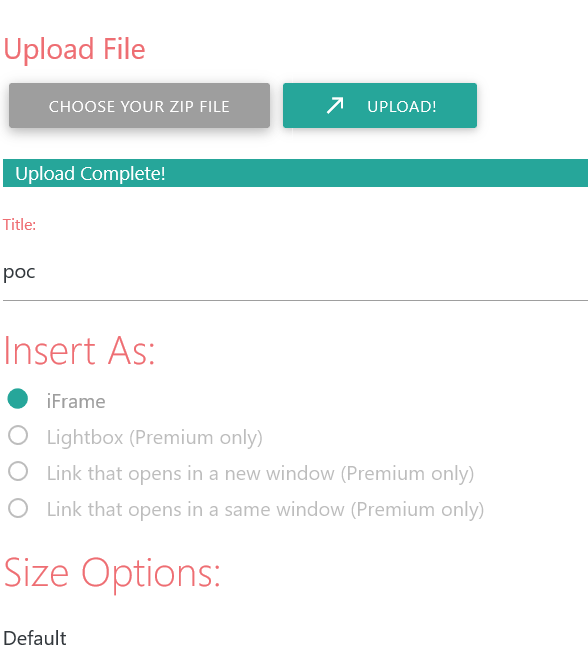 Upload File
CHOOSE YOUR ZIP FILE
UPLOAD!
Upload Complete!
Title:
poc
Insert As:
iFrame
Lightbox (Premium only)
Link that opens in a new window (Premium only)
Link that opens in a same window (Premium only)
Size Options:
Default